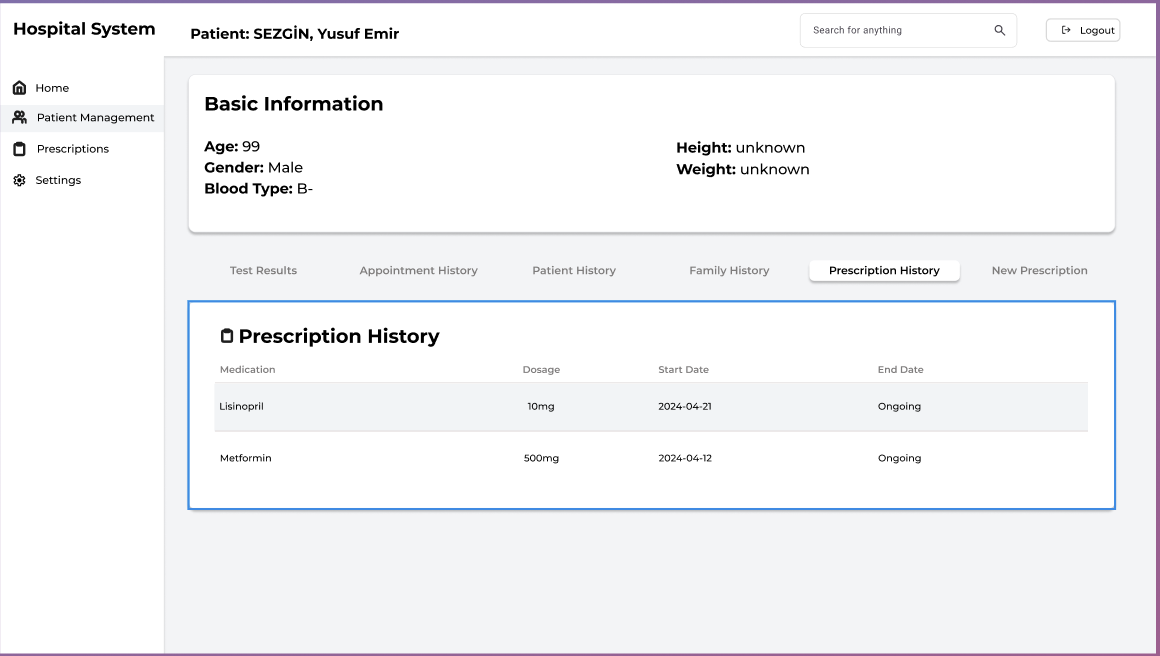 Hospital System
Patient: SEZGİN, Yusuf Emir
Search for anything
Logout
Home
Patient Management
Prescriptions
Settings
Basic Information
Age: 99
Gender: Male
Blood Type: B-
Height: unknown
Weight: unknown
Test Results Appointment History Patient History Family History Prescription History New Prescription
Prescription History
Medication Dosage Start Date End Date
Lisinopril 10mg 2024-04-21 Ongoing
Metformin 500mg 2024-04-12 Ongoing